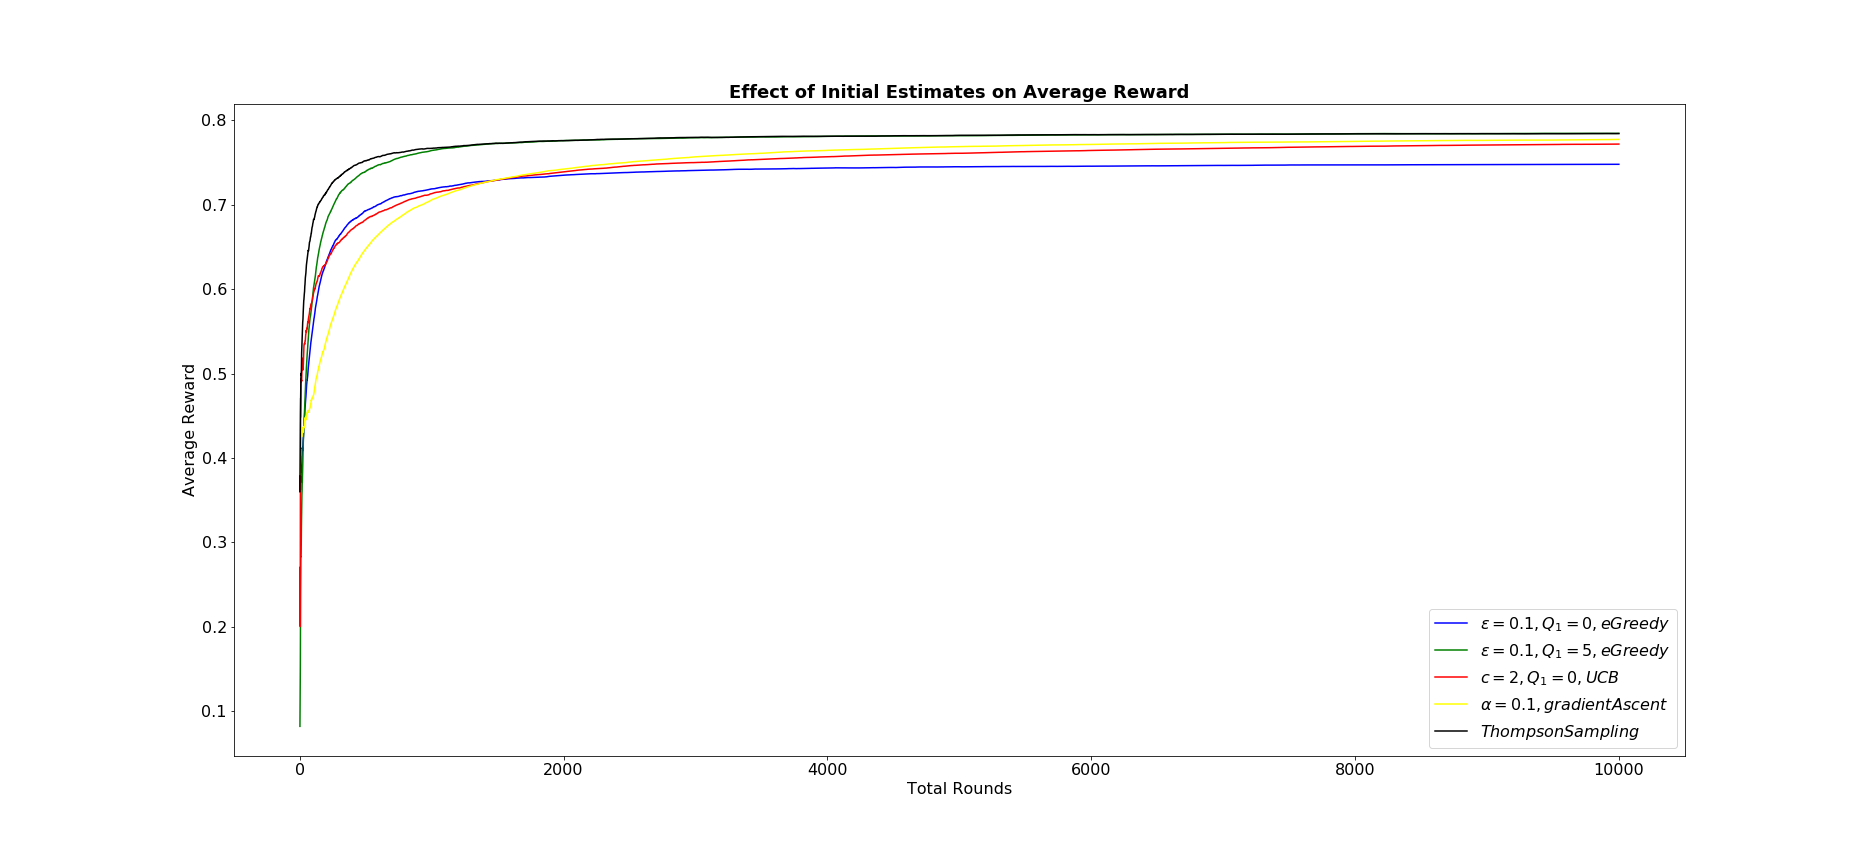 Effect of Initial Estimates on Average Reward
0.8
0.7
0.6
0.5
0.4
0.3
0.2
0.1
Average Reward
0 2000 4000 6000 8000 10000
Total Rounds
ε = 0.1, Q₁ = 0, eGreedy
ε = 0.1, Q₁ = 5, eGreedy
c = 2, Q₁ = 0, UCB
α = 0.1, gradientAscent
ThompsonSampling